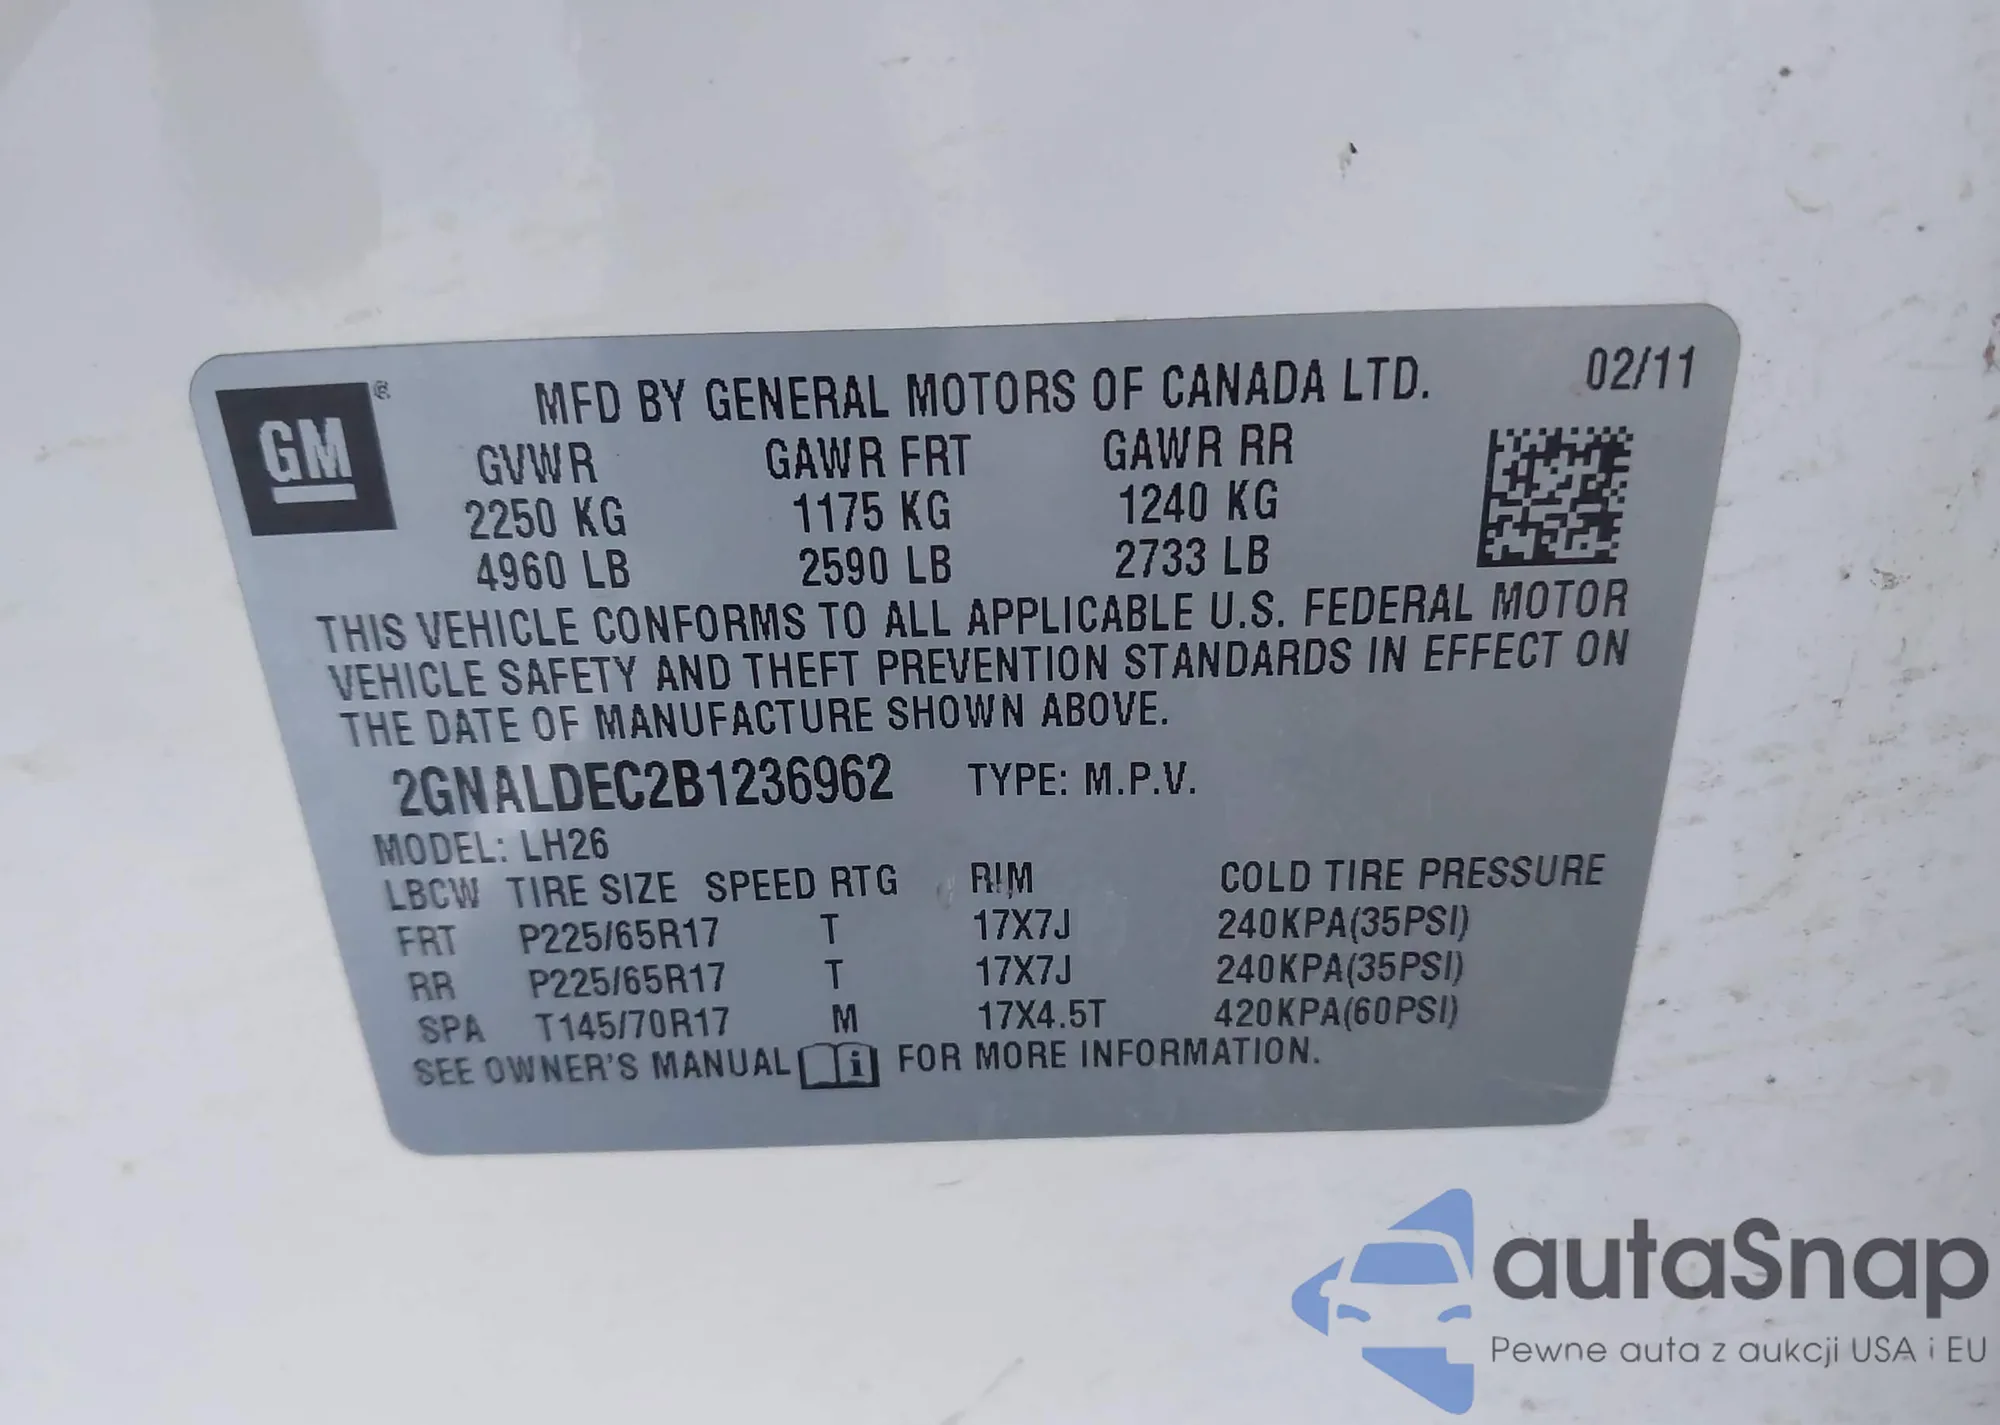 GM®
MFD BY GENERAL MOTORS OF CANADA LTD. 02/11
GVWR GAWR FRT GAWR RR
2250 KG 1175 KG 1240 KG
4960 LB 2590 LB 2733 LB
THIS VEHICLE CONFORMS TO ALL APPLICABLE U.S. FEDERAL MOTOR
VEHICLE SAFETY AND THEFT PREVENTION STANDARDS IN EFFECT ON
THE DATE OF MANUFACTURE SHOWN ABOVE.
2GNALDEC2B1236962 TYPE: M.P.V.
MODEL: LH26
LBCW TIRE SIZE SPEED RTG RIM COLD TIRE PRESSURE
FRT P225/65R17 T 17X7J 240KPA(35PSI)
RR P225/65R17 T 17X7J 240KPA(35PSI)
SPA T145/70R17 M 17X4.5T 420KPA(60PSI)
SEE OWNER'S MANUAL i FOR MORE INFORMATION.
autaSnap
Pewne auta z aukcji USA i EU